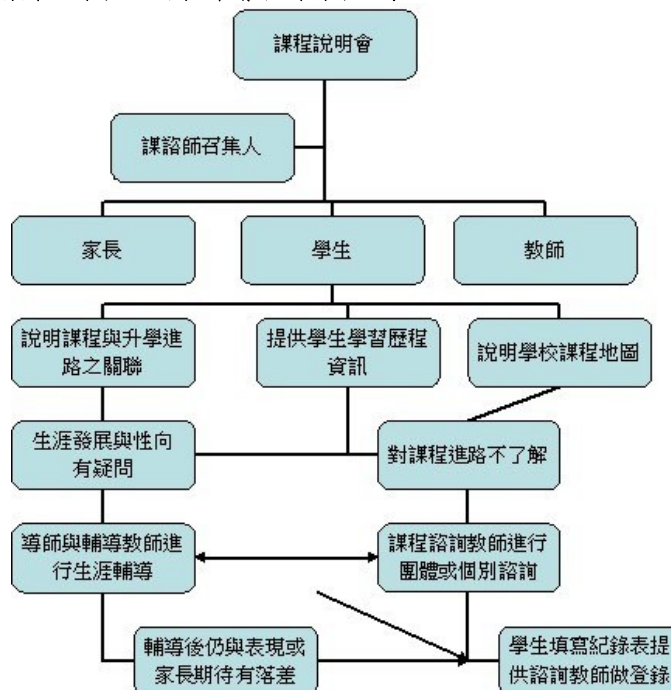 課程說明會
課諮師召集人
家長
學生
教師
說明課程與升學進
路之關聯
提供學生學習歷程
資訊
說明學校課程地圖
生涯發展與性向
有疑問
對課程進路不了解
導師與輔導教師進
行生涯輔導
課程諮詢教師進行
團體或個別諮詢
輔導後仍與表現或
家長期待有落差
學生填寫紀錄表提
供諮詢教師做登錄